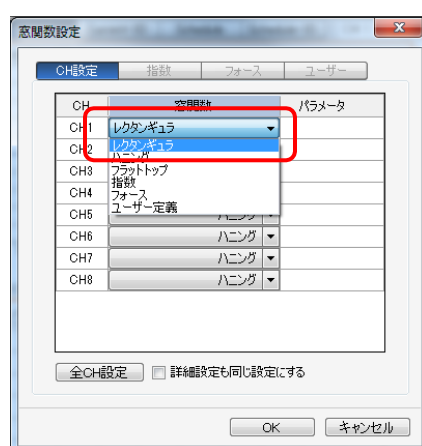 窓関数設定
CH設定 指数 フォース ユーザー
CH 窓関数 パラメータ
CH1 レクタンギュラ
CH2 レクタンギュラ
ハニング
CH3 フラットトップ
指数
CH4 フォース
ユーザー定義
CH5 ハニング
CH6 ハニング
CH7 ハニング
CH8 ハニング
全CH設定 詳細設定も同じ設定にする
OK キャンセル